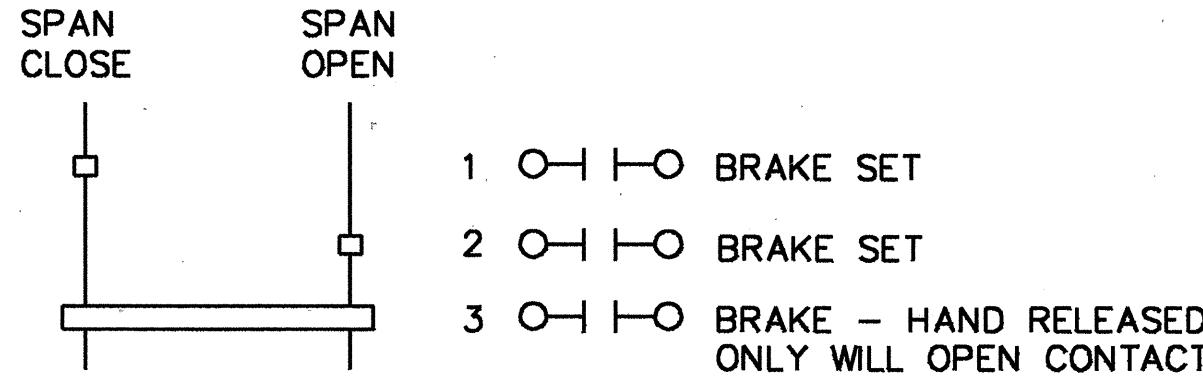 SPAN CLOSE
SPAN OPEN
1 BRAKE SET
2 BRAKE SET
3 BRAKE – HAND RELEASED
ONLY WILL OPEN CONTACT